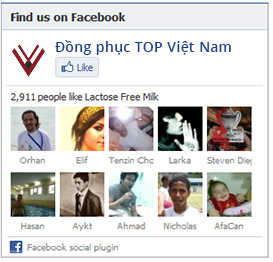 Find us on Facebook
Đồng phục TOP Việt Nam
Like
2,911 people like Lactose Free Milk
Orhan Elif Tenzin Cho Larka Steven Dieg
Hasan Aykt Ahmad Nicholas AfaCan
Facebook social plugin